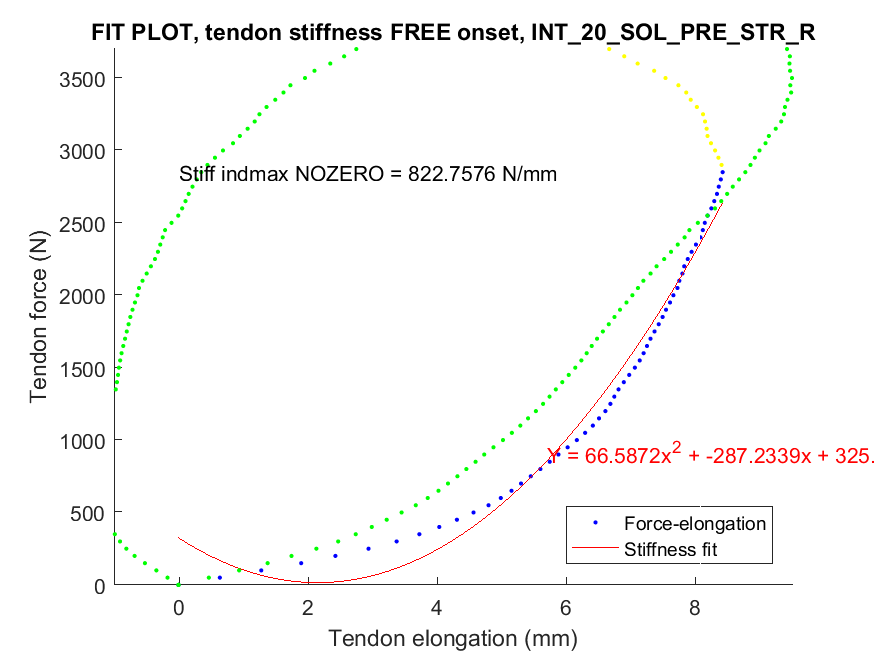 FIT PLOT, tendon stiffness FREE onset, INT_20_SOL_PRE_STR_R
3500
3000
Stiff indmax NOZERO = 822.7576 N/mm
2500
2000
1500
1000
500
0
Tendon force (N)
Y = 66.5872x² + -287.2339x + 325.
Force-elongation
Stiffness fit
0 2 4 6 8
Tendon elongation (mm)